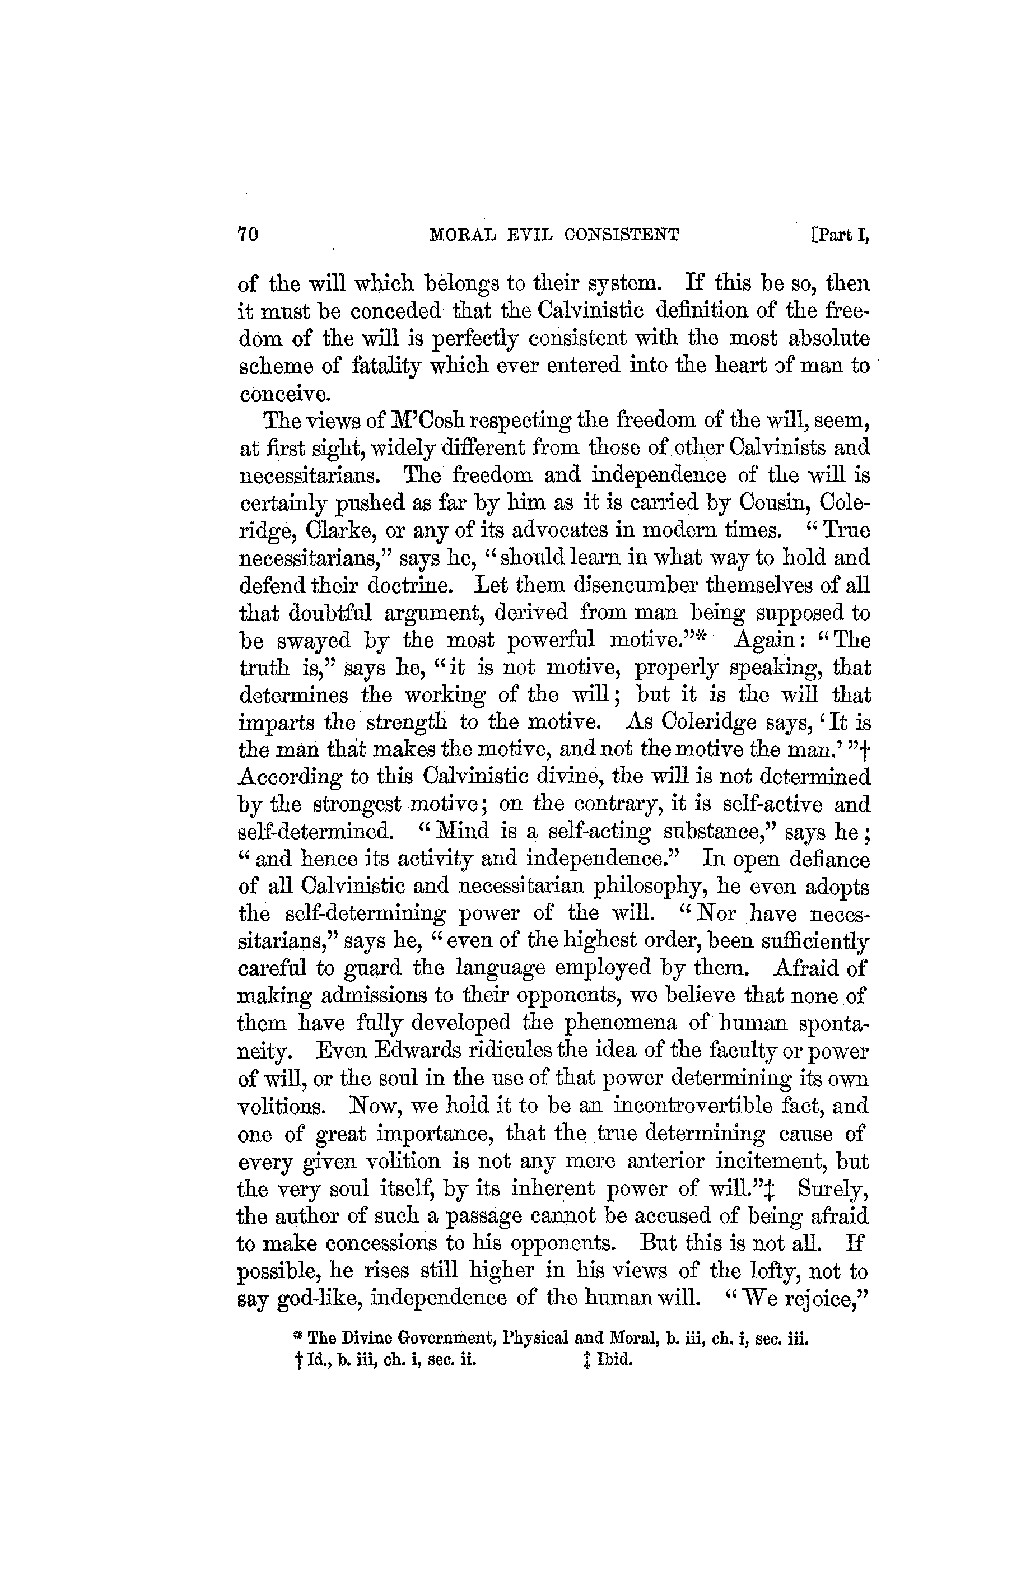 70 MORAL EVIL CONSISTENT [Part I,
of the will which belongs to their system. If this be so, then
it must be conceded that the Calvinistic definition of the free-
dom of the will is perfectly consistent with the most absolute
scheme of fatality which ever entered into the heart of man to
conceive.
The views of M'Cosh respecting the freedom of the will, seem,
at first sight, widely different from those of other Calvinists and
necessitarians. The freedom and independence of the will is
certainly pushed as far by him as it is carried by Cousin, Cole-
ridge, Clarke, or any of its advocates in modern times. "True
necessitarians," says he, "should learn in what way to hold and
defend their doctrine. Let them disencumber themselves of all
that doubtful argument, derived from man being supposed to
be swayed by the most powerful motive."* Again: "The
truth is," says he, "it is not motive, properly speaking, that
determines the working of the will; but it is the will that
imparts the strength to the motive. As Coleridge says, 'It is
the man that makes the motive, and not the motive the man.'"†
According to this Calvinistic divine, the will is not determined
by the strongest motive; on the contrary, it is self-active and
self-determined. "Mind is a self-acting substance," says he;
"and hence its activity and independence." In open defiance
of all Calvinistic and necessitarian philosophy, he even adopts
the self-determining power of the will. "Nor have neces-
sitarians," says he, "even of the highest order, been sufficiently
careful to guard the language employed by them. Afraid of
making admissions to their opponents, we believe that none of
them have fully developed the phenomena of human sponta-
neity. Even Edwards ridicules the idea of the faculty or power
of will, or the soul in the use of that power determining its own
volitions. Now, we hold it to be an incontrovertible fact, and
one of great importance, that the true determining cause of
every given volition is not any mere anterior incitement, but
the very soul itself, by its inherent power of will."‡ Surely,
the author of such a passage cannot be accused of being afraid
to make concessions to his opponents. But this is not all. If
possible, he rises still higher in his views of the lofty, not to
say god-like, independence of the human will. "We rejoice,"
* The Divine Government, Physical and Moral, b. iii, ch. i, sec. iii.
† Id., b. iii, ch. i, sec. ii. ‡ Ibid.